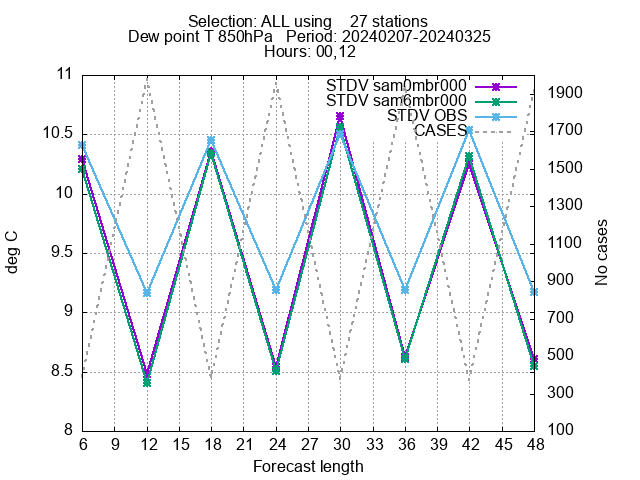 Selection: ALL using 27 stations
Dew point T 850hPa Period: 20240207-20240325
Hours: 00,12
STDV sam0mbr000
STDV sam6mbr000
STDV OBS
CASES
11
10.5
10
9.5
9
8.5
8
deg C
1900
1700
1500
1300
1100
900
700
500
300
100
No cases
6 9 12 15 18 21 24 27 30 33 36 39 42 45 48
Forecast length